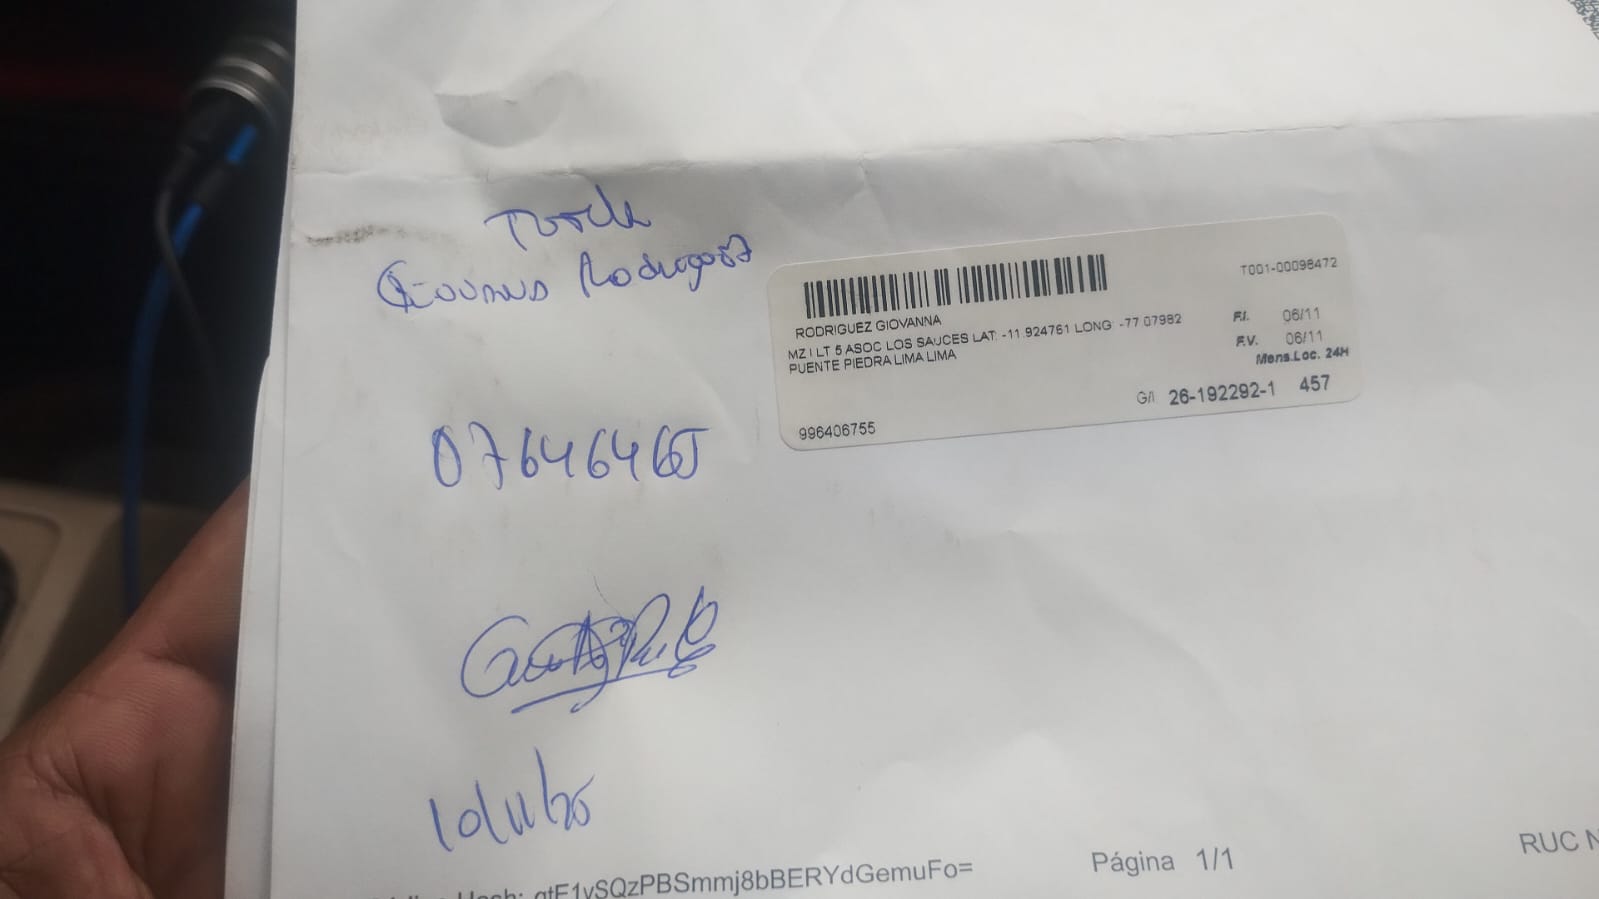 Giovanna Rodriguez
07646465
10/11/25
T001-00098472
RODRIGUEZ GIOVANNA
MZ I LT 5 ASOC LOS SAUCES LAT: -11.924761 LONG: -77.07982
PUENTE PIEDRA LIMA LIMA
F.I. 06/11
F.V. 06/11
Mens.Loc. 24H
G/I 26-192292-1 457
996406755
Hash: gtF1vSQzPBSmmj8bBERYdGemuFo=
Página 1/1
RUC N